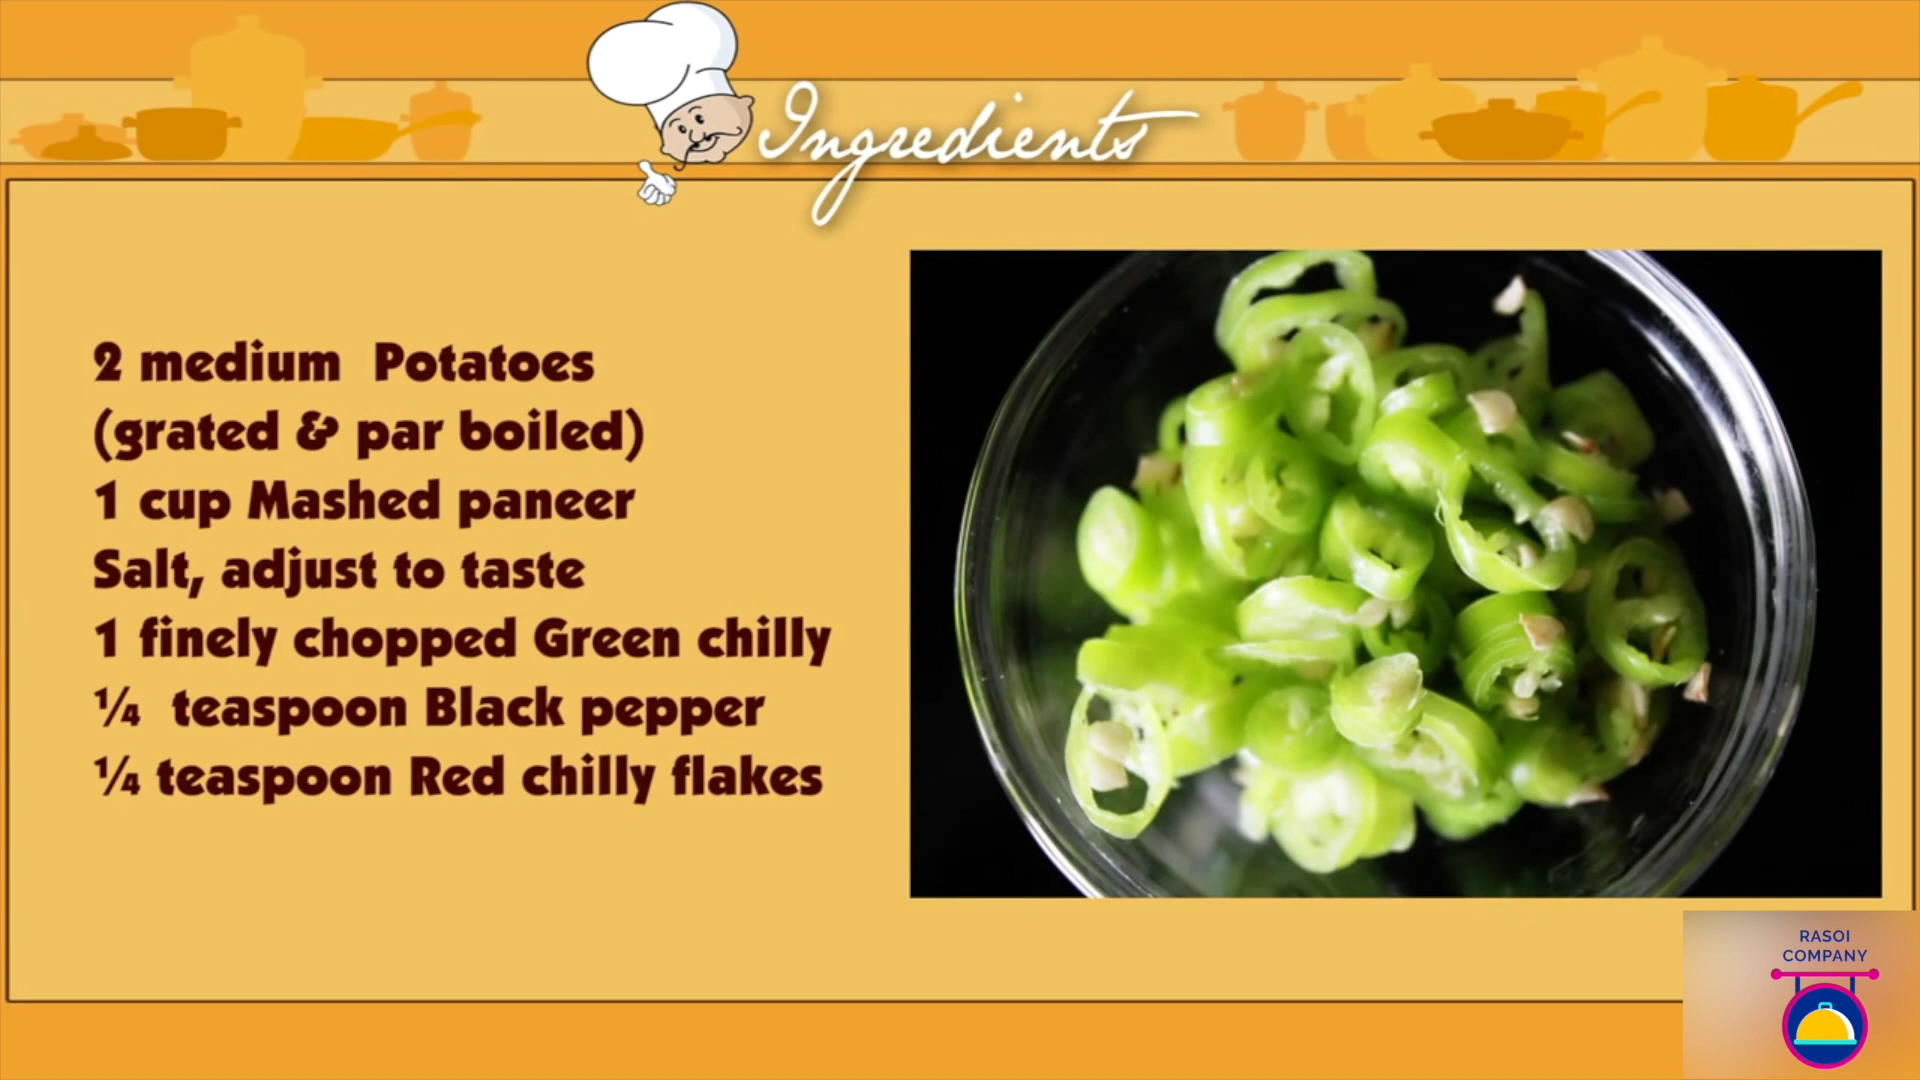 Ingredients
2 medium  Potatoes
(grated & par boiled)
1 cup Mashed paneer
Salt, adjust to taste
1 finely chopped Green chilly
¼  teaspoon Black pepper
¼ teaspoon Red chilly flakes
RASOI
COMPANY